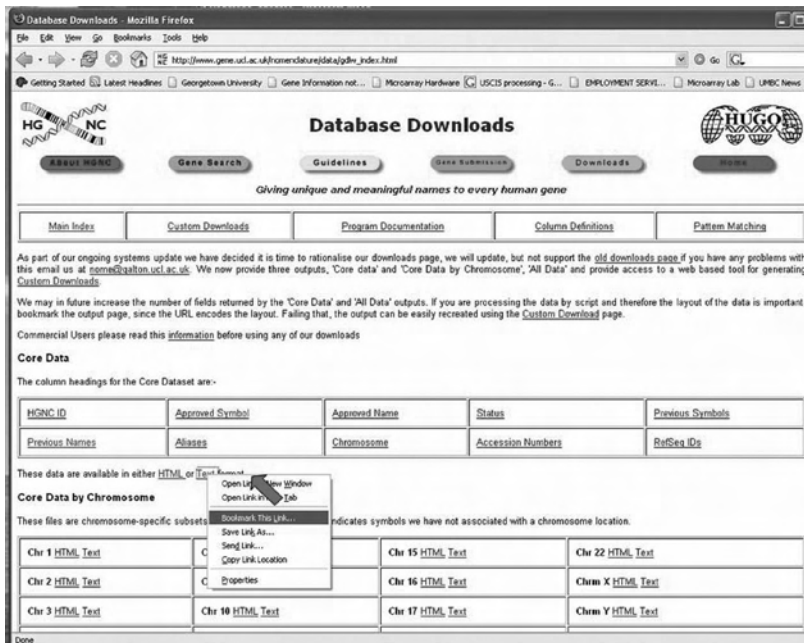 Database Downloads - Mozilla Firefox
File Edit View Go Bookmarks Tools Help
http://www.gene.ucl.ac.uk/nomenclature/data/gdlw_index.html Go
Getting Started Latest Headlines Georgetown University Gene Information not... Microarray Hardware USCIS processing - G... EMPLOYMENT SERVI... Microarray Lab UMBC News
HG NC
Database Downloads
HUGO
About HGNC Gene Search Guidelines Gene Submission Downloads Home
Giving unique and meaningful names to every human gene
Main Index Custom Downloads Program Documentation Column Definitions Pattern Matching
As part of our ongoing systems update we have decided it is time to rationalise our downloads page, we will update, but not support the old downloads page if you have any problems with
this email us at nome@galton.ucl.ac.uk. We now provide three outputs, 'Core data' and 'Core Data by Chromosome', 'All Data' and provide access to a web based tool for generating
Custom Downloads.
We may in future increase the number of fields returned by the 'Core Data' and 'All Data' outputs. If you are processing the data by script and therefore the layout of the data is important
bookmark the output page, since the URL encodes the layout. Failing that, the output can be easily recreated using the Custom Download page.
Commercial Users please read this information before using any of our downloads
Core Data
The column headings for the Core Dataset are:-
HGNC ID Approved Symbol Approved Name Status Previous Symbols
Previous Names Aliases Chromosome Accession Numbers RefSeq IDs
These data are available in either HTML or Text format
Open Link New Window
Open Link in Tab
Bookmark This Link...
Save Link As...
Send Link...
Copy Link Location
Properties
Core Data by Chromosome
These files are chromosome-specific subsets ndicates symbols we have not associated with a chromosome location.
Chr 1 HTML Text C Chr 15 HTML Text Chr 22 HTML Text
Chr 2 HTML Text C Chr 16 HTML Text Chrm X HTML Text
Chr 3 HTML Text Chr 10 HTML Text Chr 17 HTML Text Chrm Y HTML Text
Done